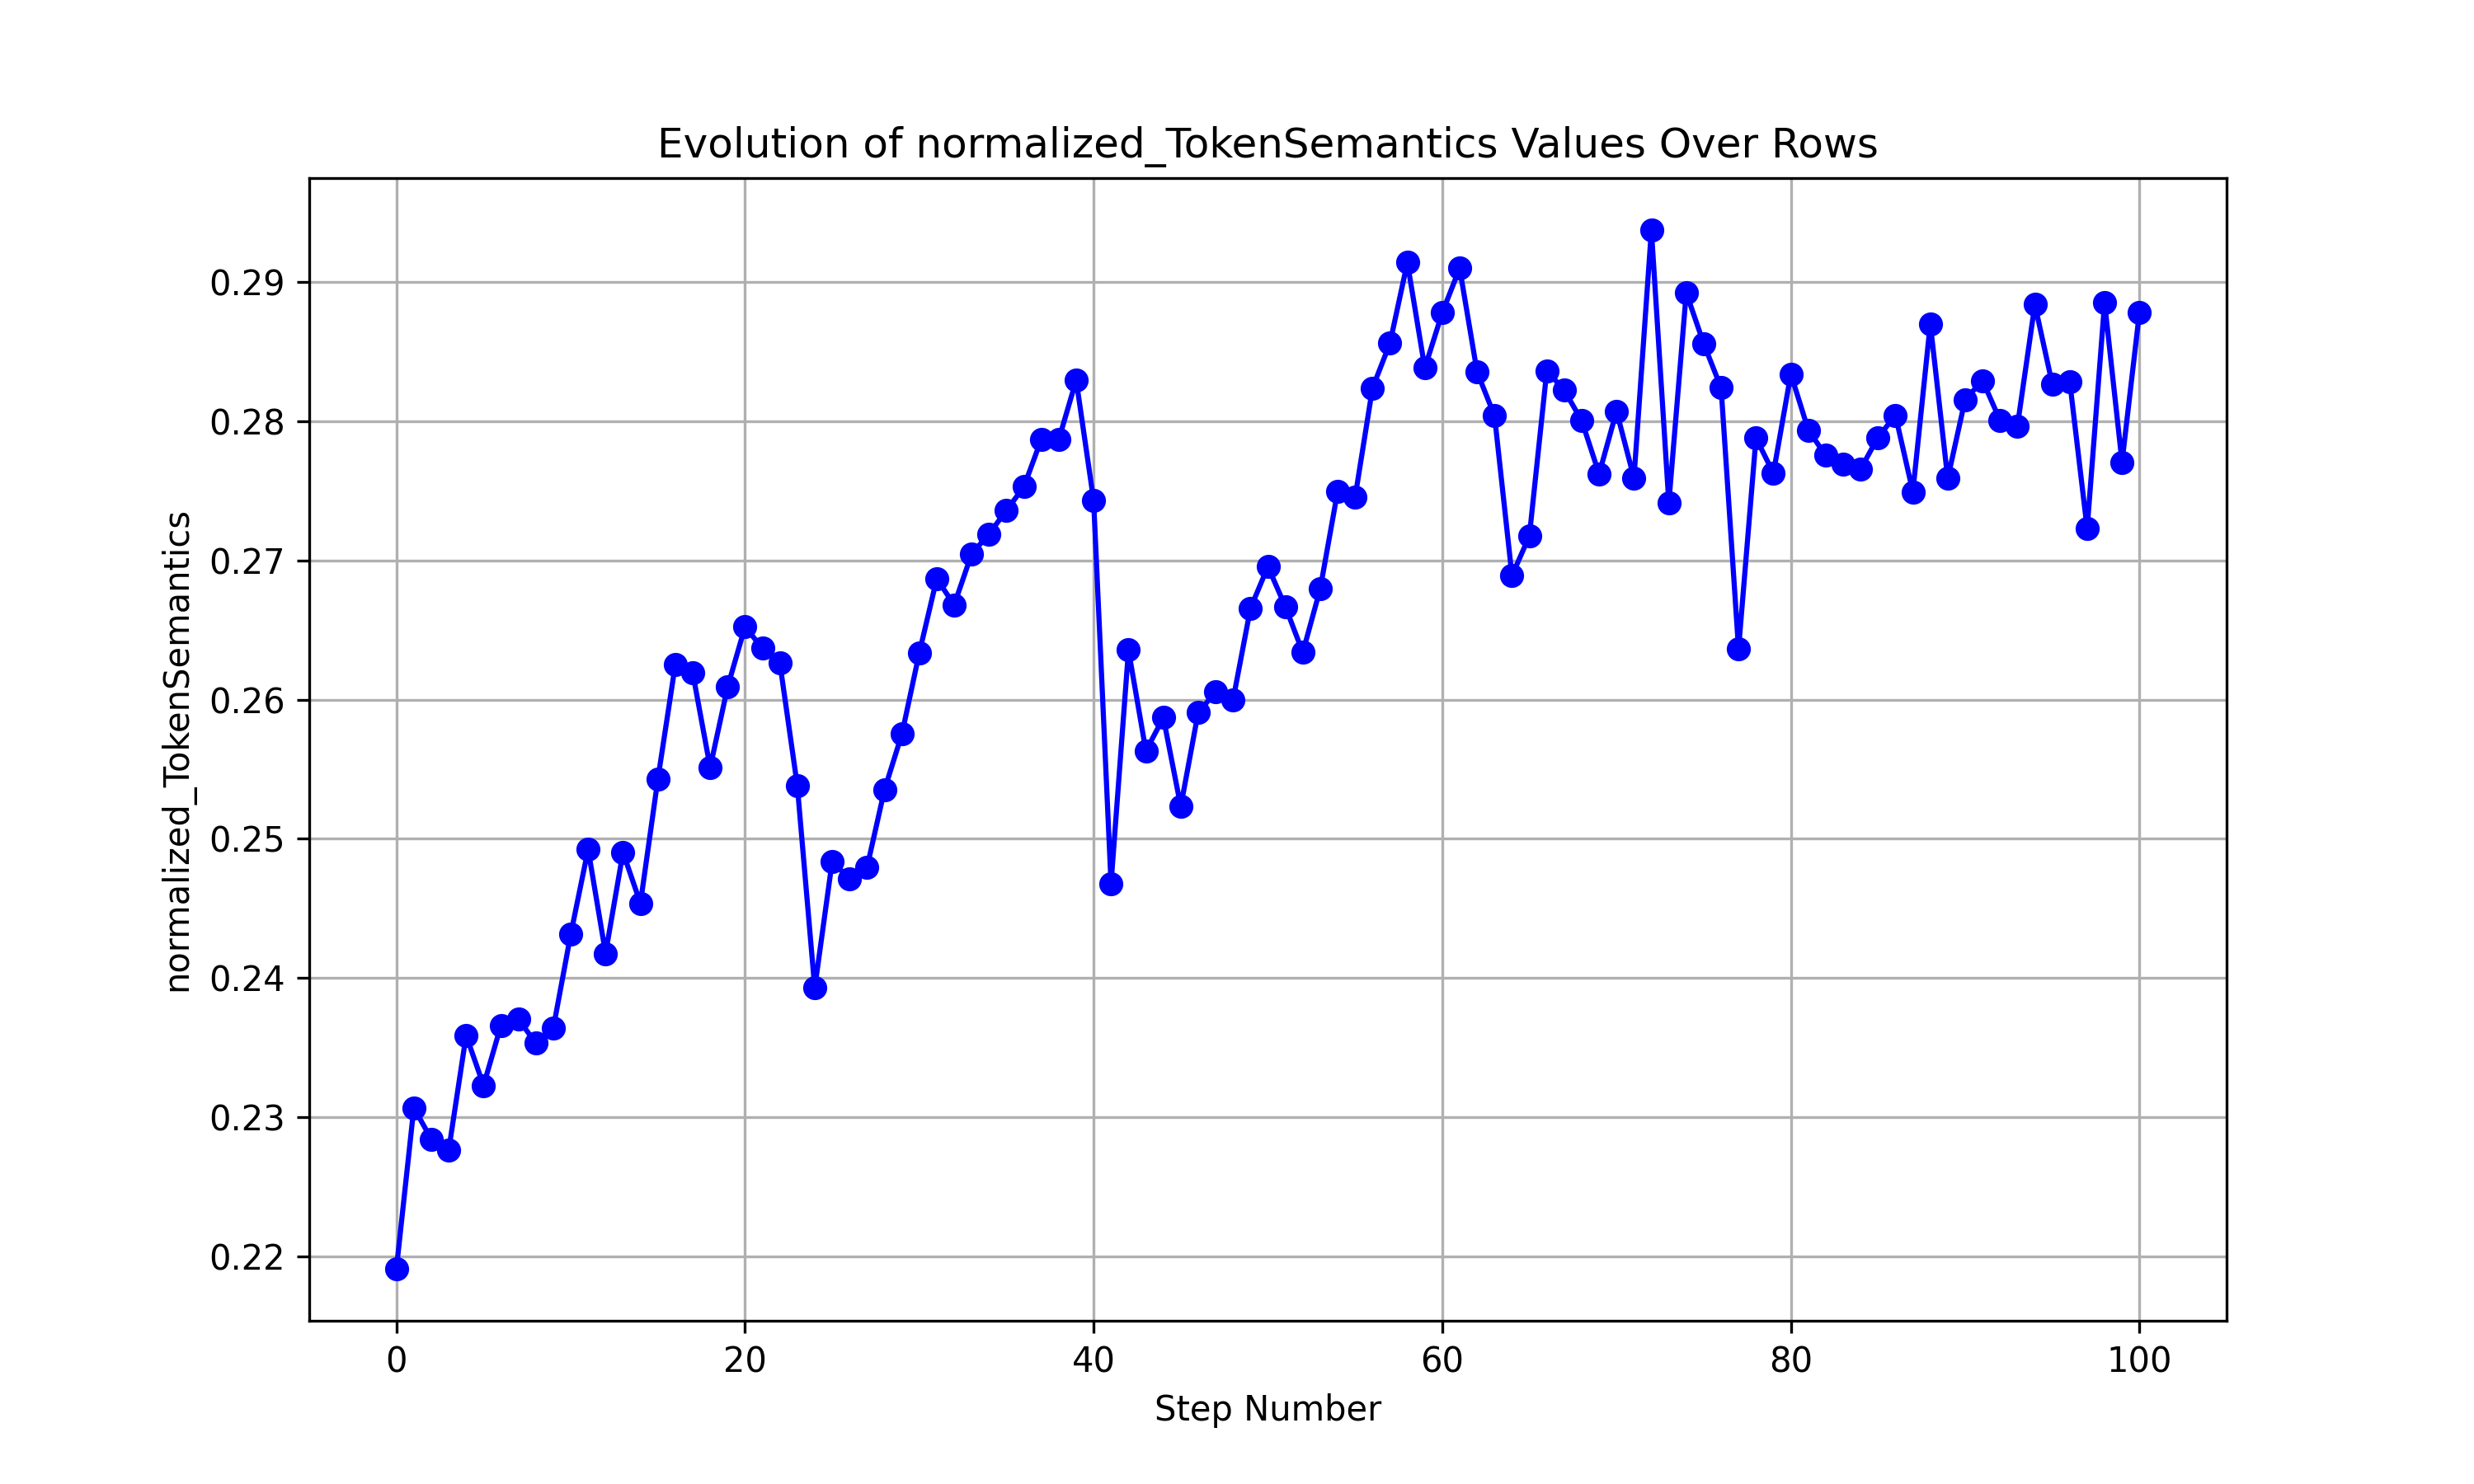 Evolution of normalized_TokenSemantics Values Over Rows
normalized_TokenSemantics
0.29
0.28
0.27
0.26
0.25
0.24
0.23
0.22
0 20 40 60 80 100
Step Number